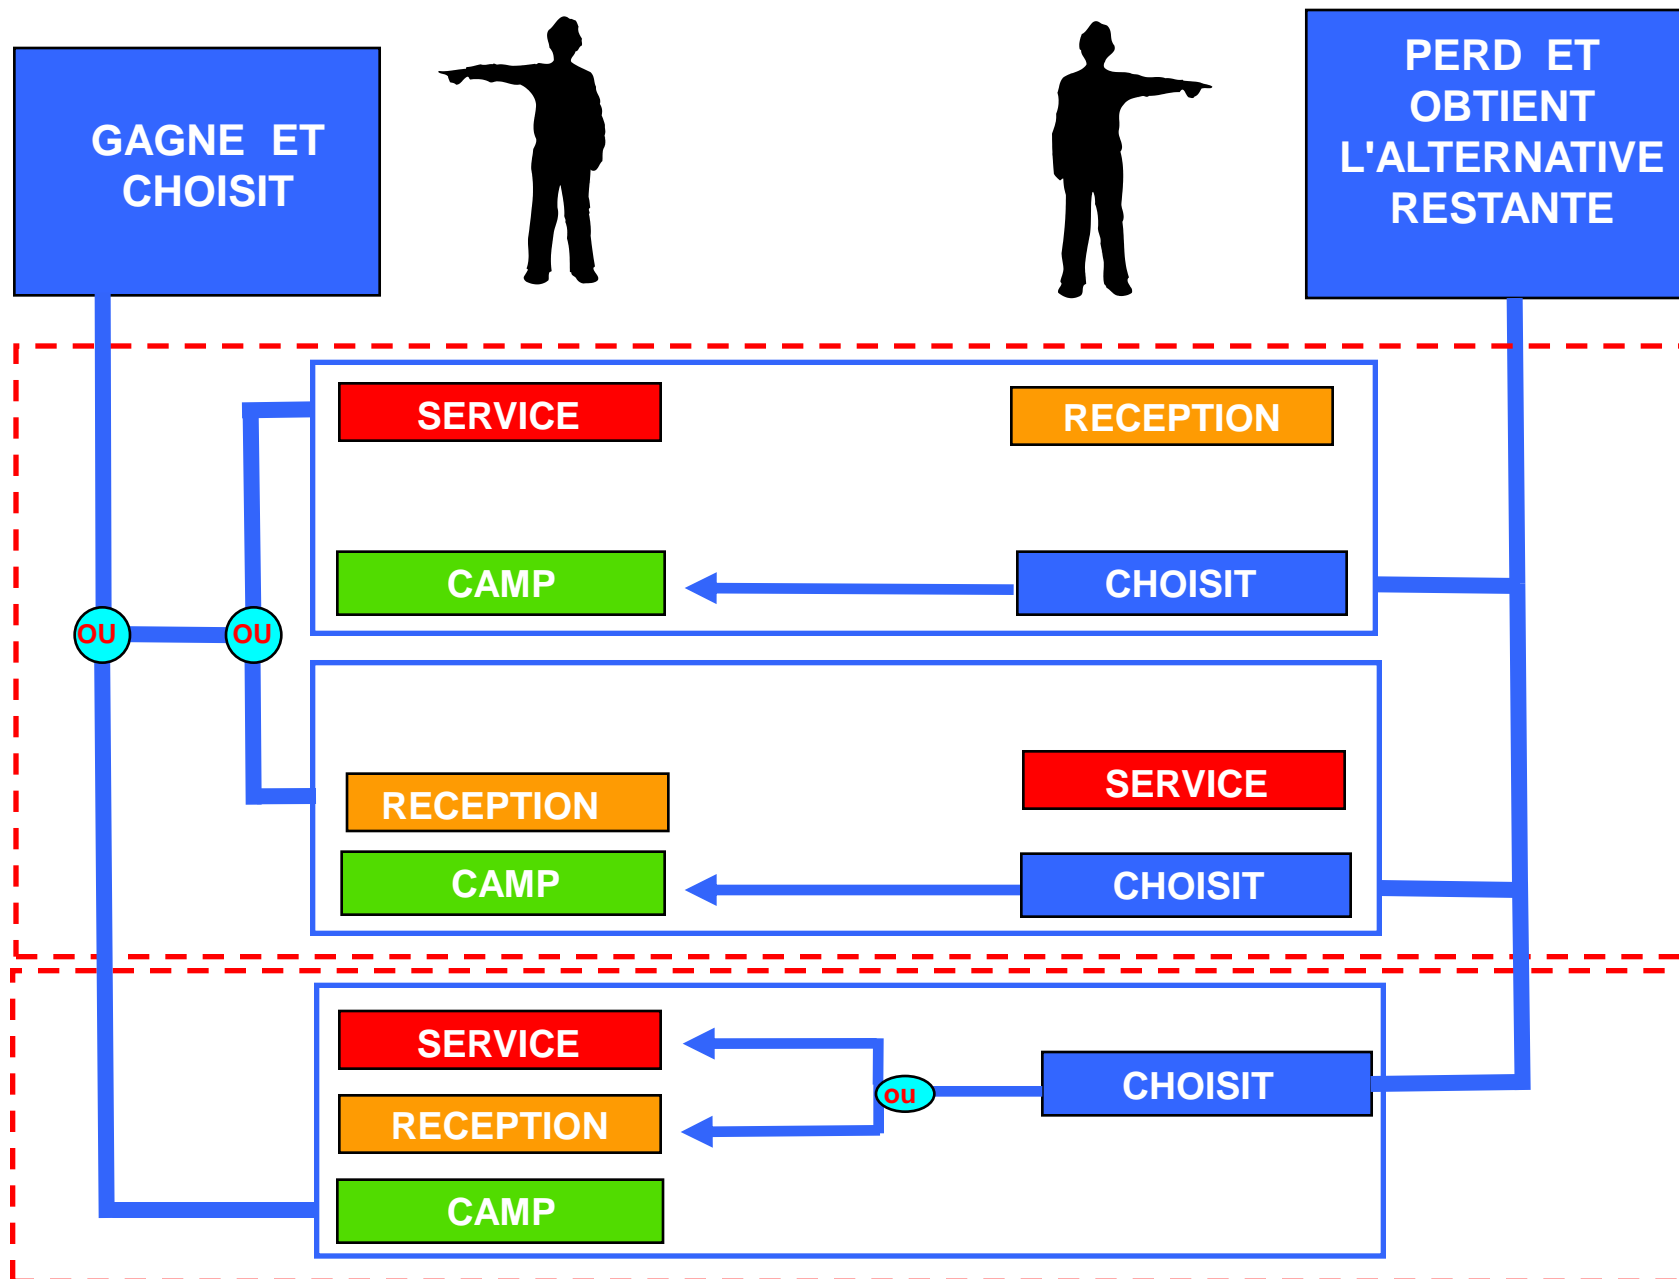 GAGNE ET
CHOISIT
PERD ET
OBTIENT
L'ALTERNATIVE
RESTANTE
SERVICE
RECEPTION
CAMP
CHOISIT
OU
OU
SERVICE
RECEPTION
CAMP
CHOISIT
SERVICE
CHOISIT
ou
RECEPTION
CAMP